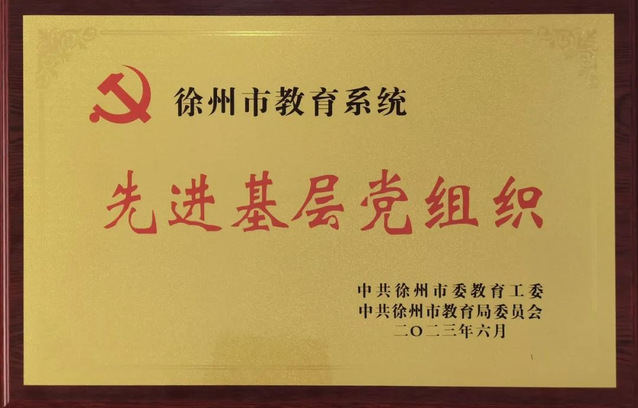 徐州市教育系统
先进基层党组织
中共徐州市委教育工委
中共徐州市教育局委员会
二〇二三年六月